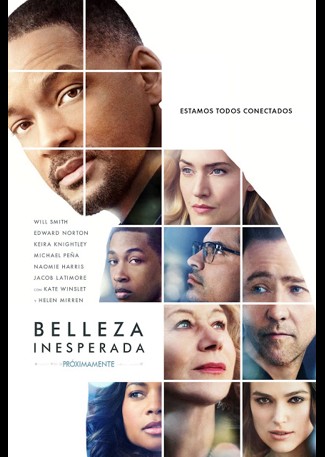 ESTAMOS TODOS CONECTADOS
WILL SMITH
EDWARD NORTON
KEIRA KNIGHTLEY
MICHAEL PEÑA
NAOMIE HARRIS
JACOB LATIMORE
CON KATE WINSLET
Y HELEN MIRREN
BELLEZA
INESPERADA
PRÓXIMAMENTE